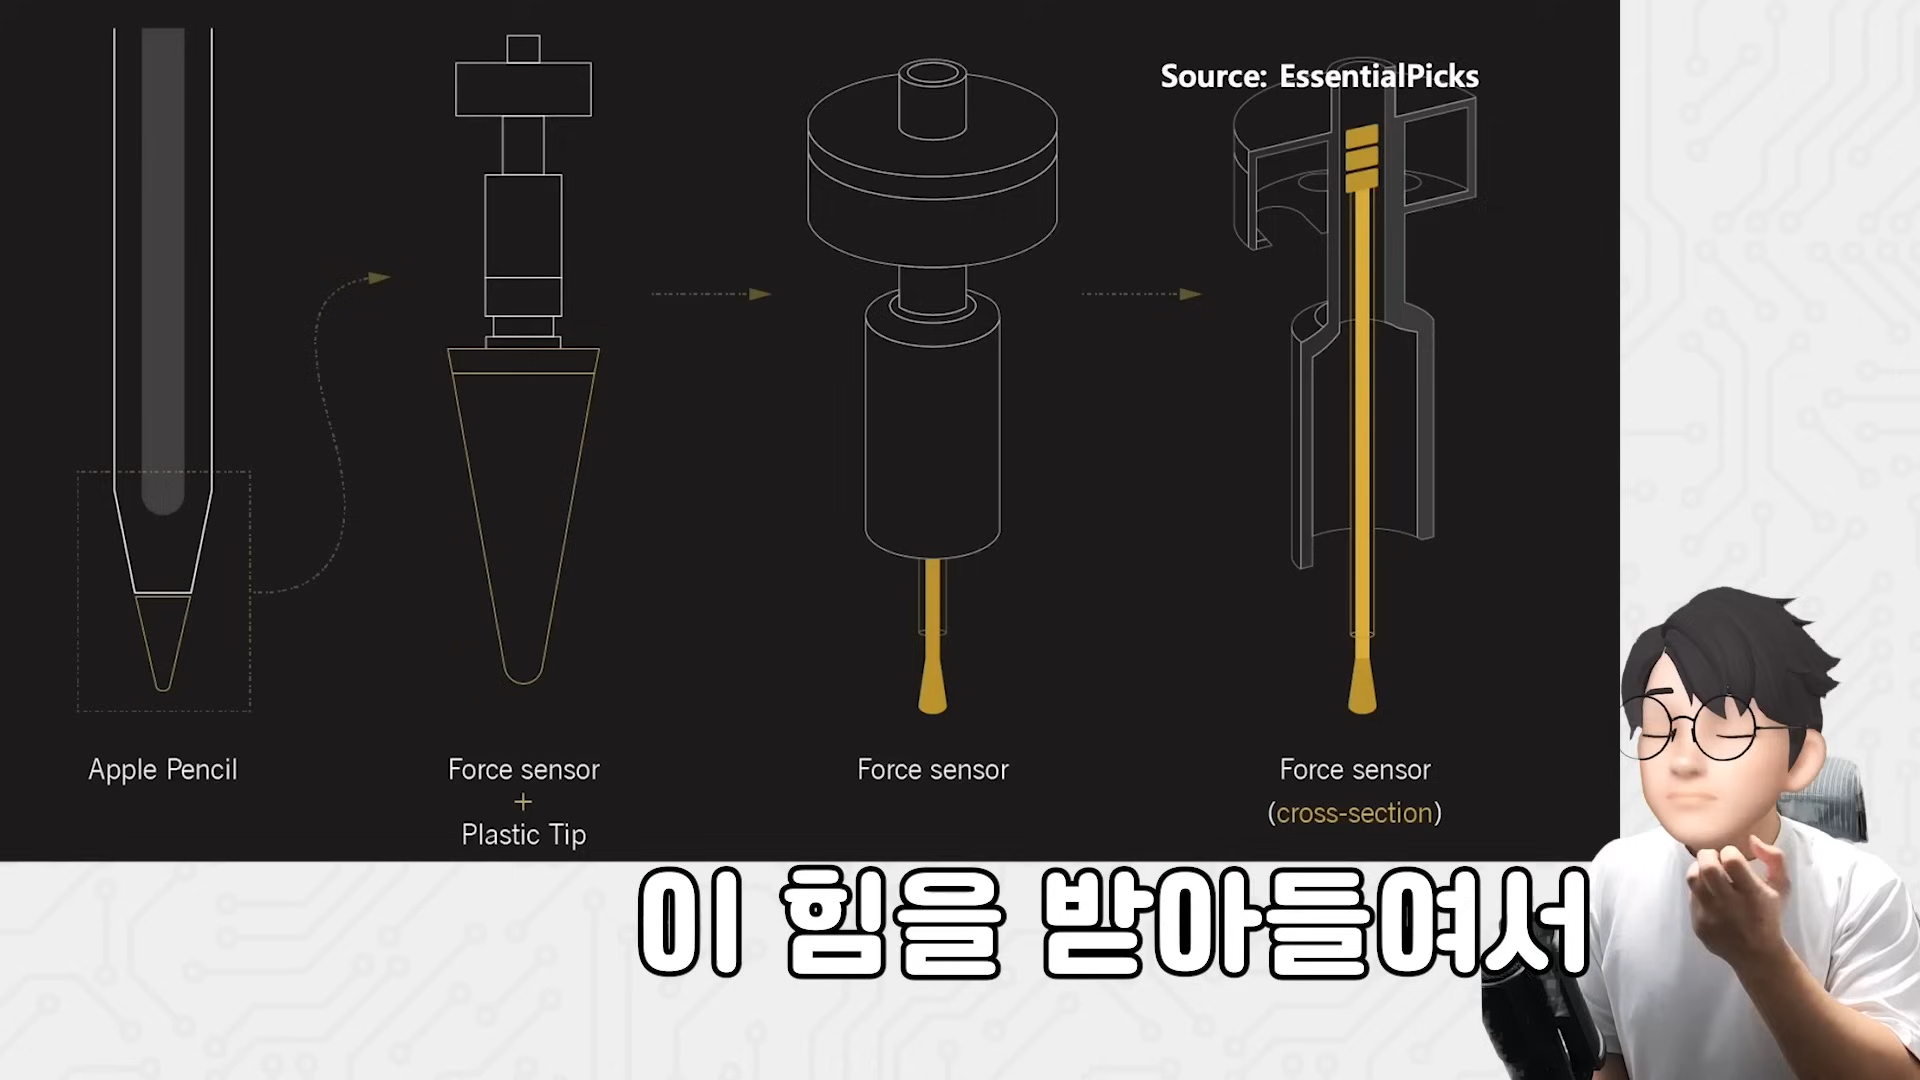 Source: EssentialPicks
Apple Pencil
Force sensor
+
Plastic Tip
Force sensor
Force sensor
(cross-section)
이 힘을 받아들여서